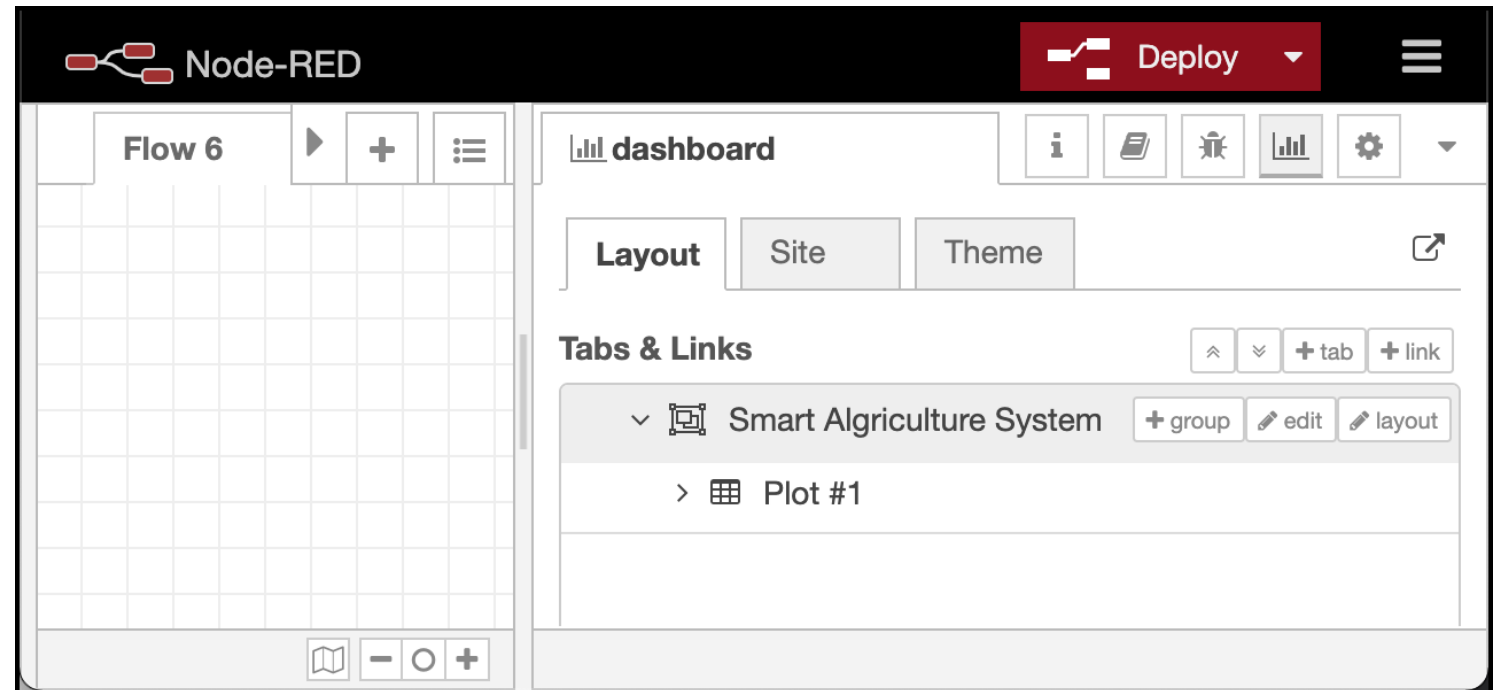 Node-RED Deploy
Flow 6 dashboard
Layout Site Theme
Tabs & Links tab link
Smart Algriculture System group edit layout
Plot #1